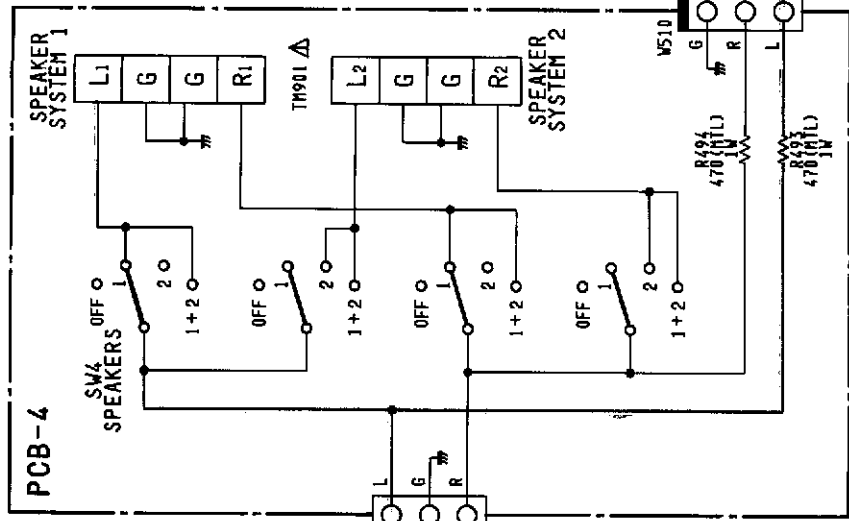 PCB-4
SPEAKER
SYSTEM 1
L1
G
G
R1
TM901
L2
G
G
R2
SPEAKER
SYSTEM 2
W510
G
R
L
R494
470(MTL)
1W
R493
470(MTL)
1W
SW4
SPEAKERS
OFF
1
2
1+2
OFF
1
2
1+2
OFF
1
2
1+2
OFF
1
2
1+2
L
G
R